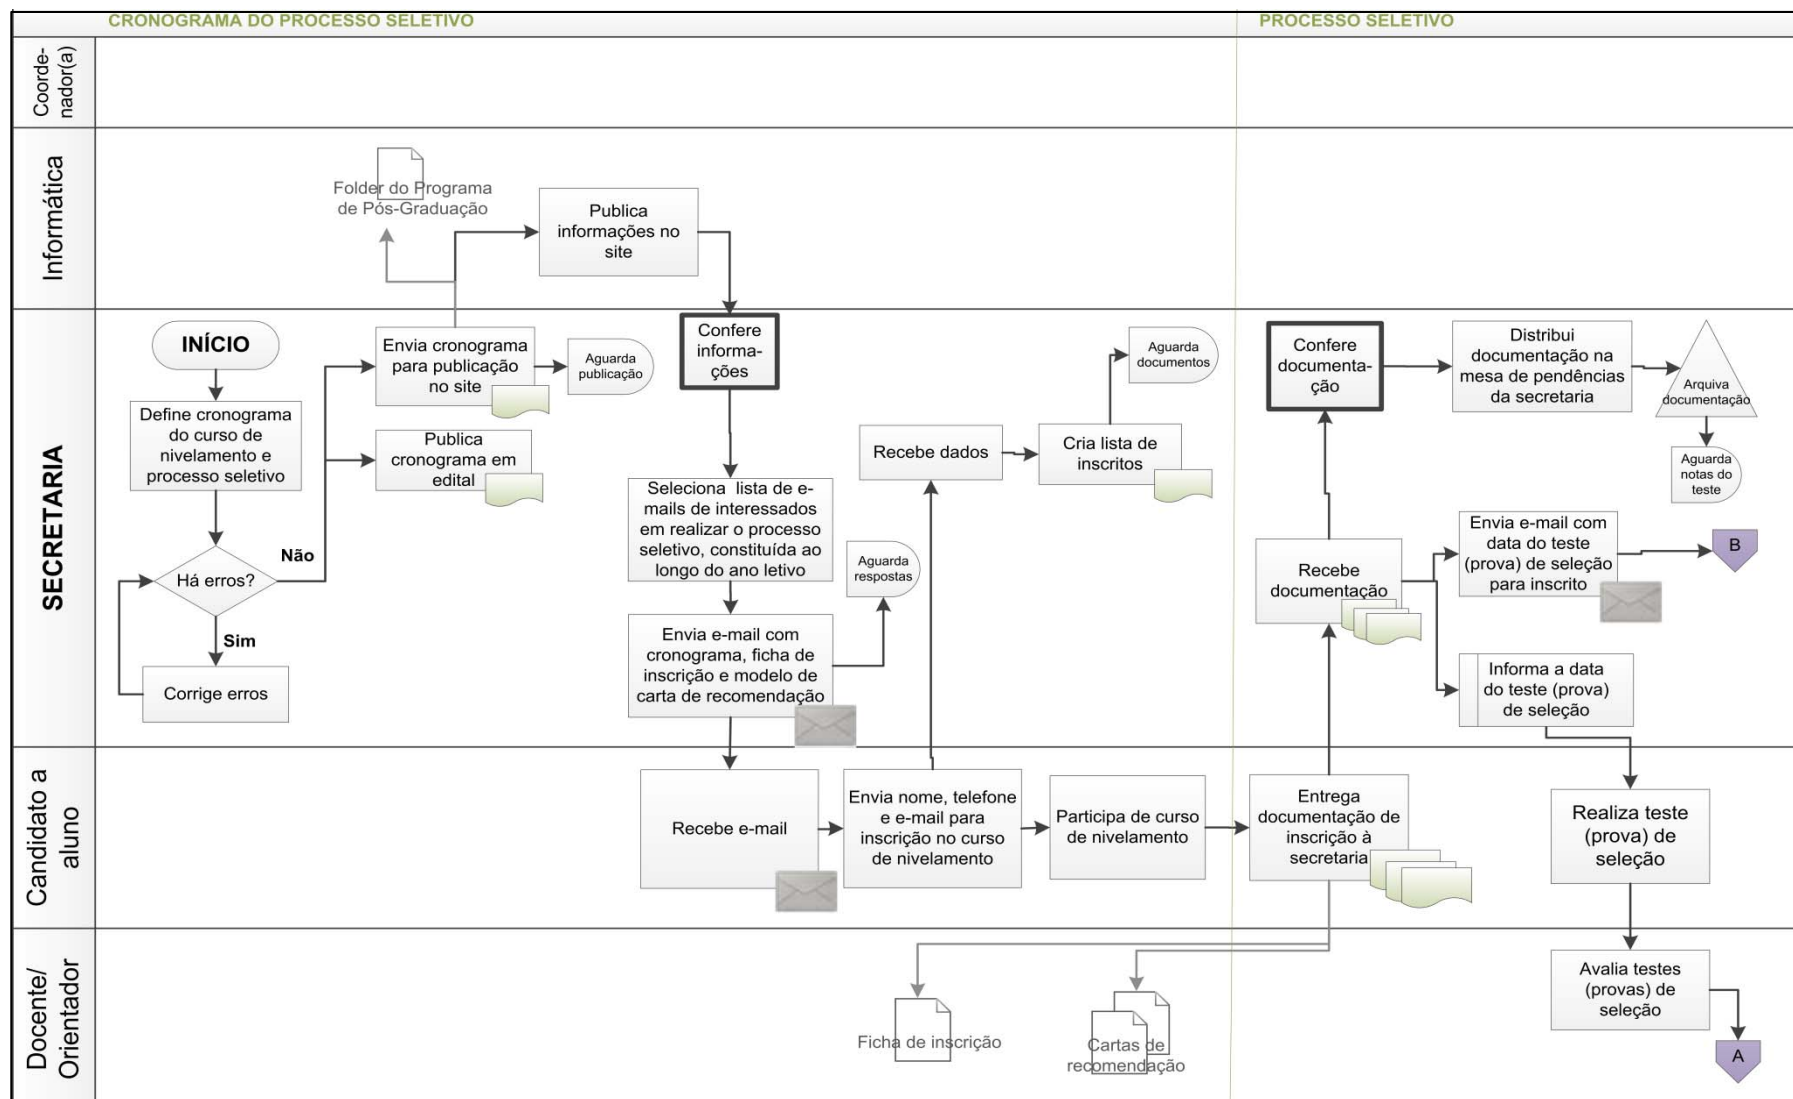 CRONOGRAMA DO PROCESSO SELETIVO
PROCESSO SELETIVO
Coorde-
nador(a)
Informática
Folder do Programa
de Pós-Graduação
Publica
informações no
site
SECRETARIA
INÍCIO
Define cronograma
do curso de
nivelamento e
processo seletivo
Há erros?
Não
Sim
Corrige erros
Envia cronograma
para publicação
no site
Aguarda
publicação
Publica
cronograma em
edital
Confere
informa-
ções
Seleciona lista de e-
mails de interessados
em realizar o processo
seletivo, constituída ao
longo do ano letivo
Envia e-mail com
cronograma, ficha de
inscrição e modelo de
carta de recomendação
Aguarda
respostas
Recebe dados
Cria lista de
inscritos
Aguarda
documentos
Confere
documenta-
ção
Distribui
documentação na
mesa de pendências
da secretaria
Arquiva
documentação
Aguarda
notas do
teste
Recebe
documentação
Envia e-mail com
data do teste
(prova) de seleção
para inscrito
B
Informa a data
do teste (prova)
de seleção
Candidato a
aluno
Recebe e-mail
Envia nome, telefone
e e-mail para
inscrição no curso
de nivelamento
Participa de curso
de nivelamento
Entrega
documentação de
inscrição à
secretaria
Realiza teste
(prova) de
seleção
Docente/
Orientador
Ficha de inscrição
Cartas de
recomendação
Avalia testes
(provas) de
seleção
A